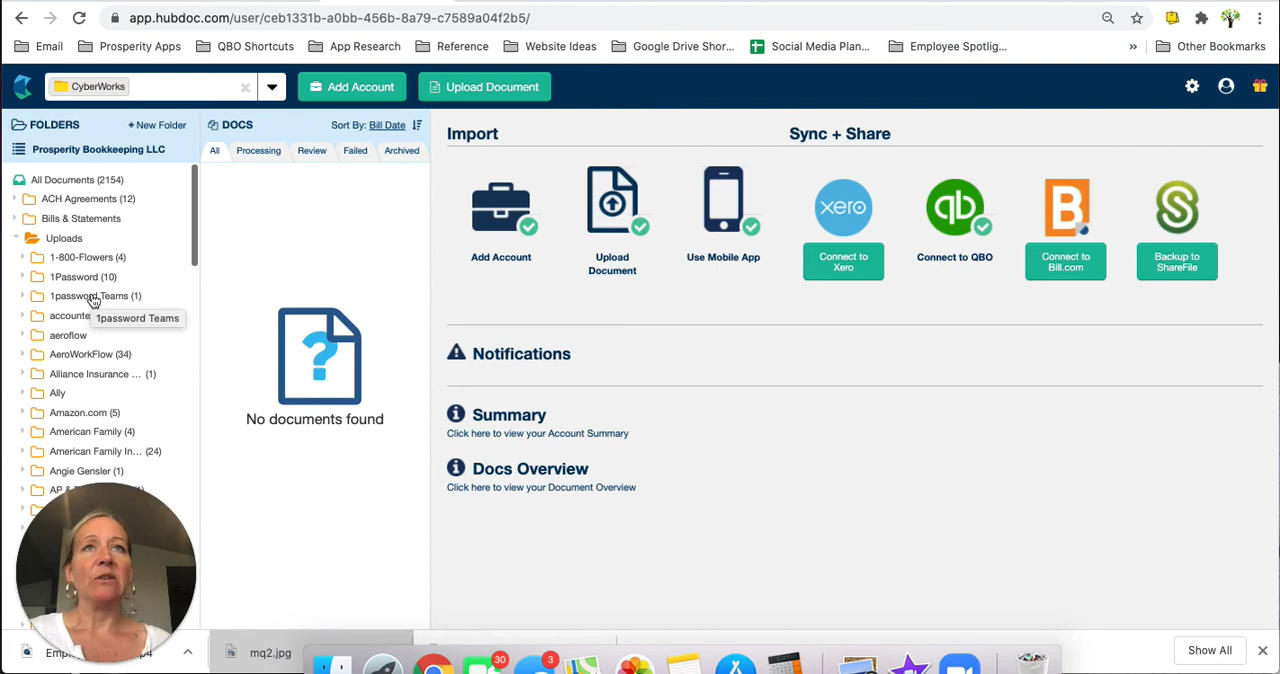 app.hubdoc.com/user/ceb1331b-a0bb-456b-8a79-c7589a04f2b5/
Email
Prosperity Apps
QBO Shortcuts
App Research
Reference
Website Ideas
Google Drive Shor...
Social Media Plan...
Employee Spotlig...
»
Other Bookmarks
CyberWorks
Add Account
Upload Document
FOLDERS
+ New Folder
Prosperity Bookkeeping LLC
All Documents (2154)
ACH Agreements (12)
Bills & Statements
Uploads
1-800-Flowers (4)
1Password (10)
1password Teams (1)
1password Teams
aeroflow
AeroWorkFlow (34)
Alliance Insurance ... (1)
Ally
Amazon.com (5)
American Family (4)
American Family In... (24)
Angie Gensler (1)
DOCS
Sort By: Bill Date
All
Processing
Review
Failed
Archived
No documents found
Import
Sync + Share
Add Account
Upload
Document
Use Mobile App
xero
Connect to
Xero
qb
Connect to QBO
B
Connect to
Bill.com
S
Backup to
ShareFile
Notifications
Summary
Click here to view your Account Summary
Docs Overview
Click here to view your Document Overview
mq2.jpg
30
3
Show All